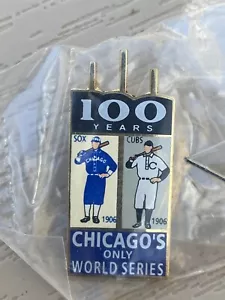 100
YEARS
SOX CUBS
CHICAGO
C
1906 1906
CHICAGO'S
ONLY
WORLD SERIES